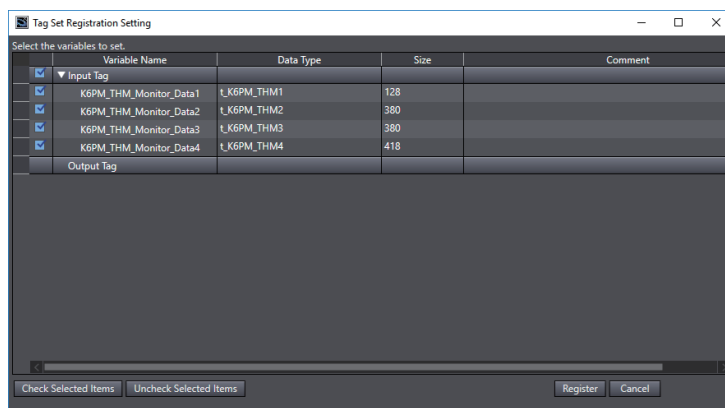 Tag Set Registration Setting
Select the variables to set.
Variable Name Data Type Size Comment
Input Tag
K6PM_THM_Monitor_Data1 t_K6PM_THM1 128
K6PM_THM_Monitor_Data2 t_K6PM_THM2 380
K6PM_THM_Monitor_Data3 t_K6PM_THM3 380
K6PM_THM_Monitor_Data4 t_K6PM_THM4 418
Output Tag
Check Selected Items Uncheck Selected Items Register Cancel